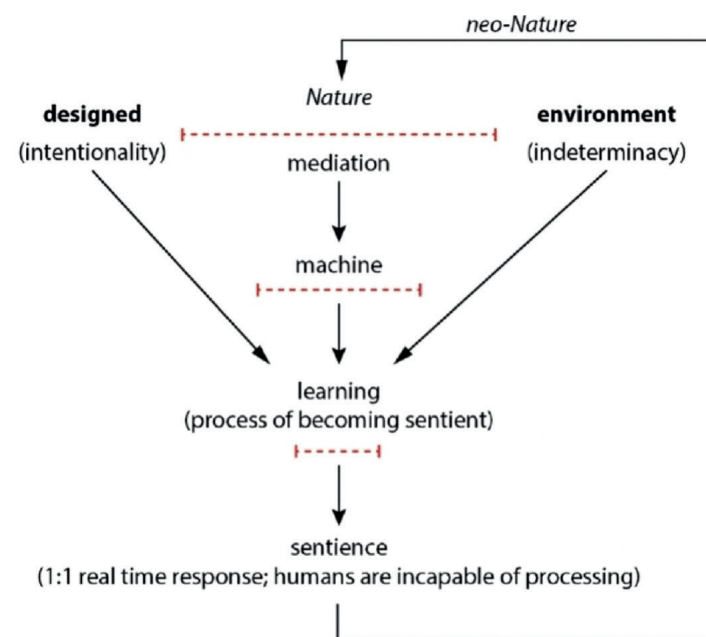 neo-Nature
Nature
designed
(intentionality)
environment
(indeterminacy)
mediation
machine
learning
(process of becoming sentient)
sentience
(1:1 real time response; humans are incapable of processing)